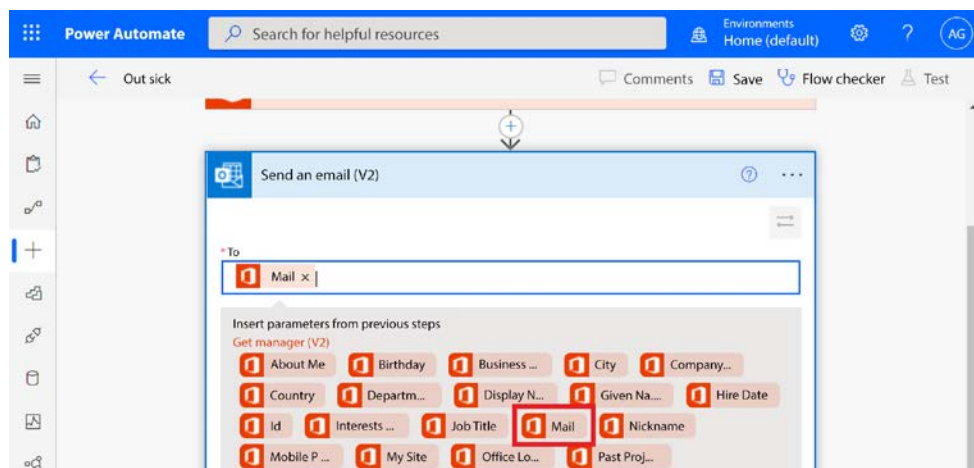 Power Automate
Search for helpful resources
Environments
Home (default)
?
AG
Out sick
Comments
Save
Flow checker
Test
Send an email (V2)
?
...
* To
Mail ×
Insert parameters from previous steps
Get manager (V2)
About Me Birthday Business ... City Company...
Country Departm... Display N... Given Na.... Hire Date
Id Interests ... Job Title Mail Nickname
Mobile P ... My Site Office Lo... Past Proj...